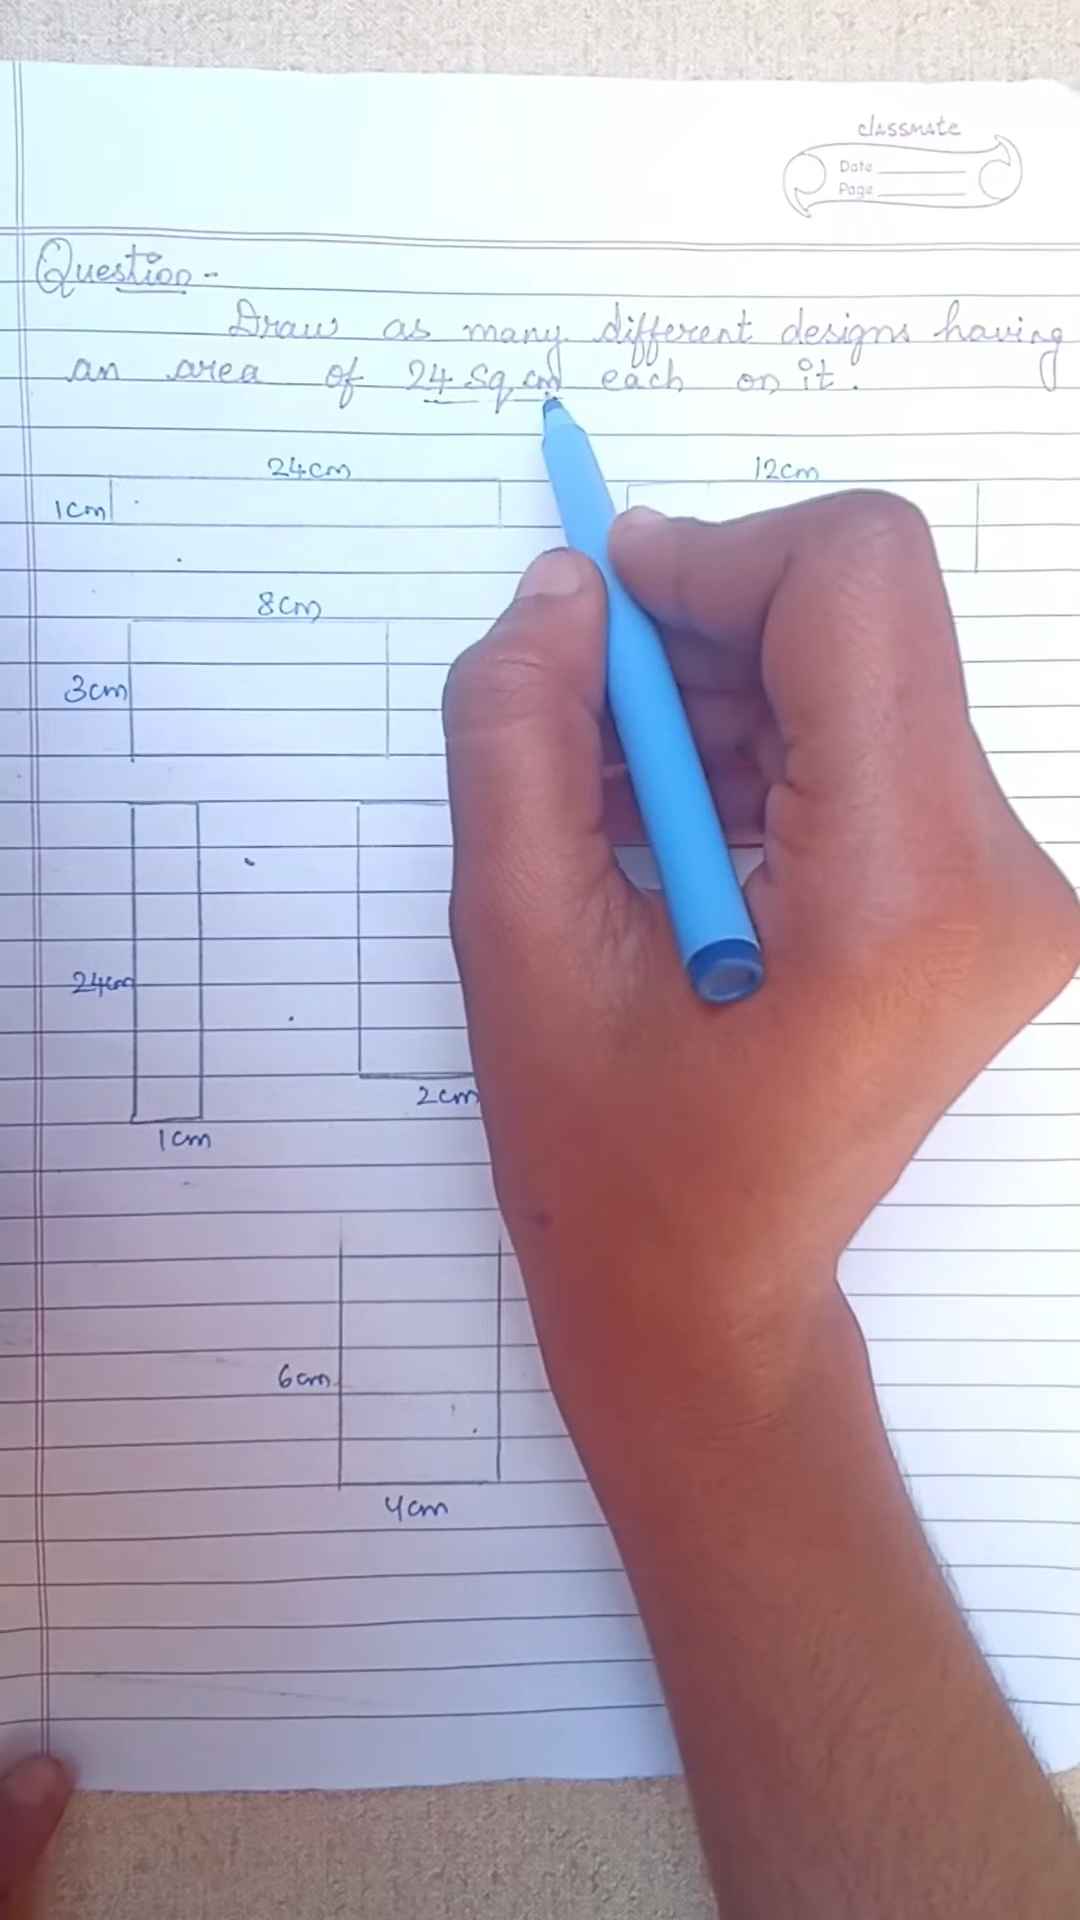 classmate
Date
Page
Question -
Draw as many different designs having
an area of 24 sq cm each on it.
24cm
12cm
1cm
8cm
3cm
24cm
2cm
1cm
6cm
4cm